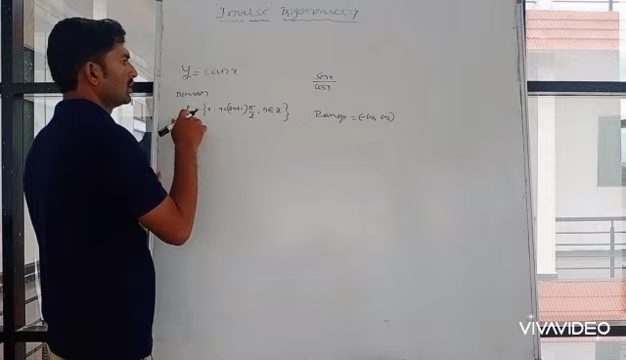 Inverse Trigonometry
y = tan x
sin x
cos x
Domain
{x : x = (2n+1) π/2, n ∈ z}
Range = (-∞, ∞)
VIVAVIDEO